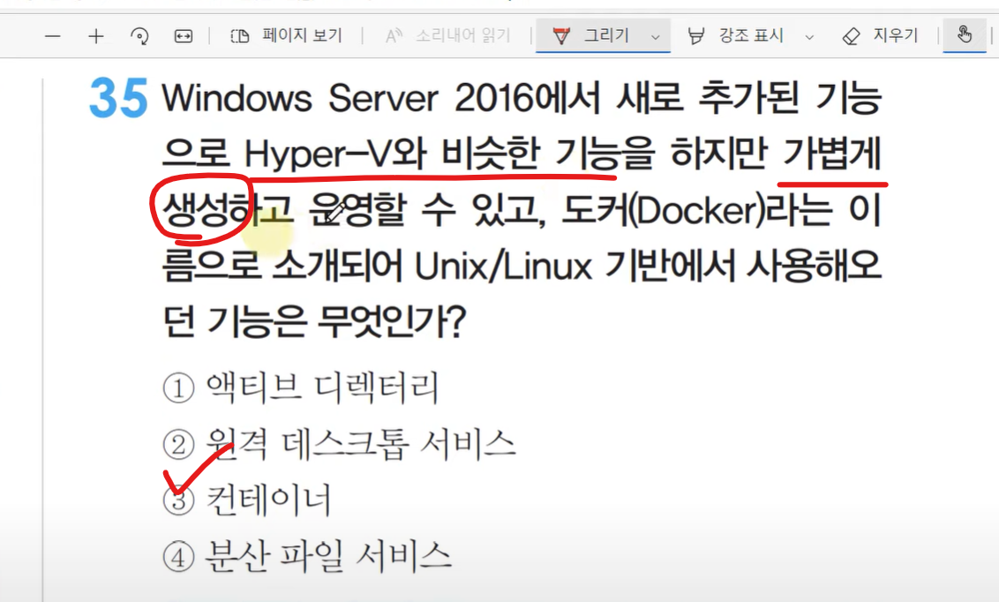 페이지 보기 소리내어 읽기 그리기 강조 표시 지우기
35 Windows Server 2016에서 새로 추가된 기능
으로 Hyper-V와 비슷한 기능을 하지만 가볍게
생성하고 운영할 수 있고, 도커(Docker)라는 이
름으로 소개되어 Unix/Linux 기반에서 사용해오
던 기능은 무엇인가?
① 액티브 디렉터리
② 원격 데스크톱 서비스
③ 컨테이너
④ 분산 파일 서비스